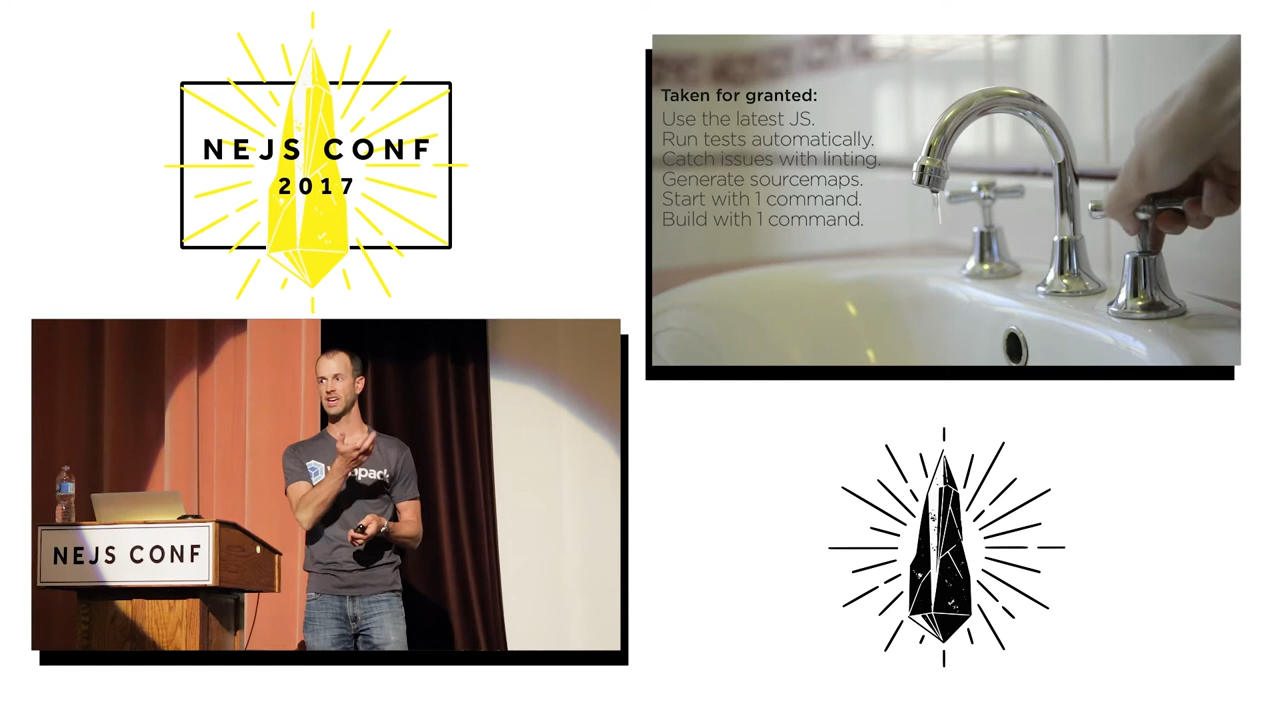 NEJS CONF
2017
Taken for granted:
Use the latest JS.
Run tests automatically.
Catch issues with linting.
Generate sourcemaps.
Start with 1 command.
Build with 1 command.
webpack
NEJS CONF